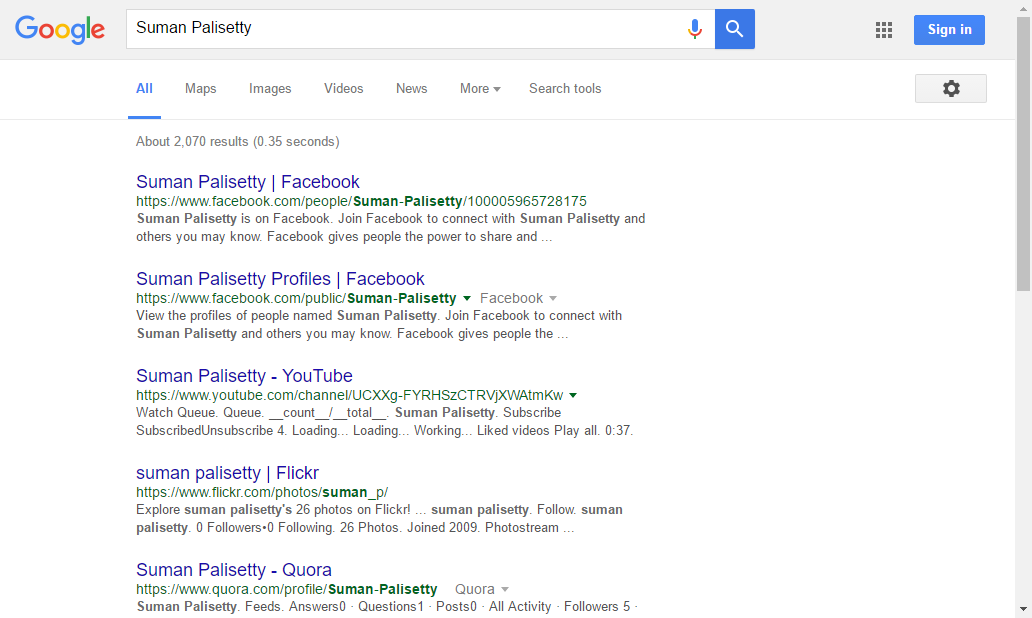 Google
Suman Palisetty
Sign in
All Maps Images Videos News More Search tools
About 2,070 results (0.35 seconds)
Suman Palisetty | Facebook
https://www.facebook.com/people/Suman-Palisetty/100005965728175
Suman Palisetty is on Facebook. Join Facebook to connect with Suman Palisetty and
others you may know. Facebook gives people the power to share and ...
Suman Palisetty Profiles | Facebook
https://www.facebook.com/public/Suman-Palisetty Facebook
View the profiles of people named Suman Palisetty. Join Facebook to connect with
Suman Palisetty and others you may know. Facebook gives people the ...
Suman Palisetty - YouTube
https://www.youtube.com/channel/UCXXg-FYRHSzCTRVjXWAtmKw
Watch Queue. Queue. __count__/__total__. Suman Palisetty. Subscribe
SubscribedUnsubscribe 4. Loading... Loading... Working... Liked videos Play all. 0:37.
suman palisetty | Flickr
https://www.flickr.com/photos/suman_p/
Explore suman palisetty's 26 photos on Flickr! ... suman palisetty. Follow. suman
palisetty. 0 Followers•0 Following. 26 Photos. Joined 2009. Photostream ...
Suman Palisetty - Quora
https://www.quora.com/profile/Suman-Palisetty Quora
Suman Palisetty. Feeds. Answers0 · Questions1 · Posts0 · All Activity · Followers 5 ·